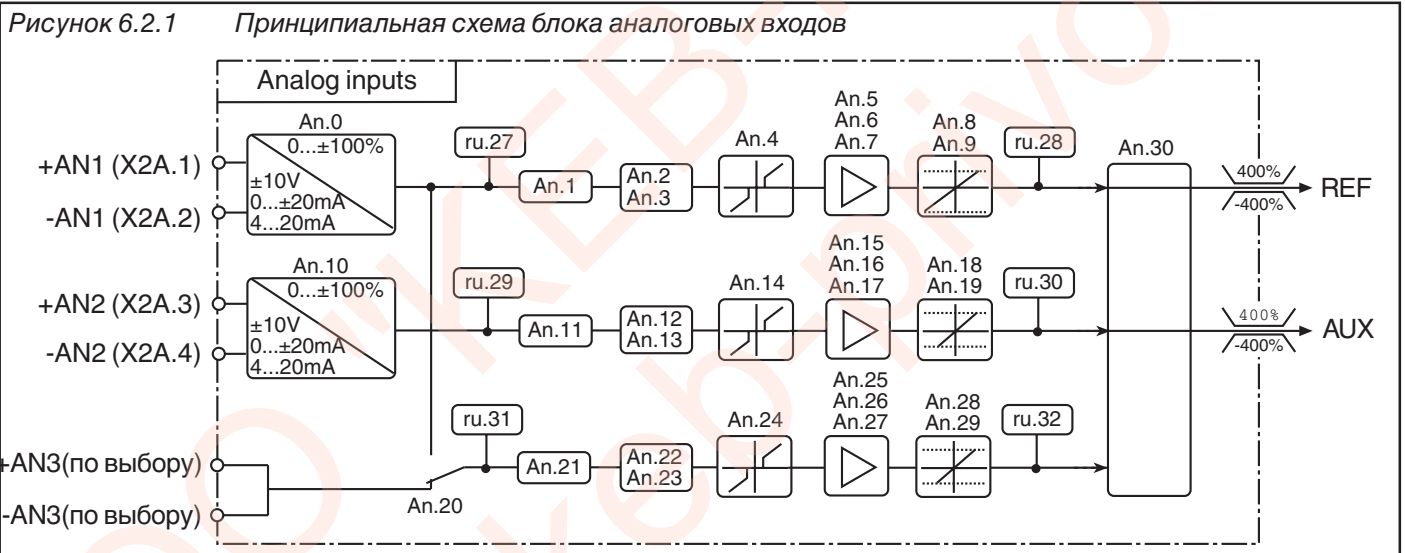 Рисунок 6.2.1 Принципиальная схема блока аналоговых входов
Analog inputs
An.0
0...±100%
±10V
0...±20mA
4...20mA
+AN1 (X2A.1)
-AN1 (X2A.2)
ru.27
An.1
An.2
An.3
An.4
An.5
An.6
An.7
An.8
An.9
ru.28
An.30
400%
-400%
REF
An.10
0...±100%
±10V
0...±20mA
4...20mA
+AN2 (X2A.3)
-AN2 (X2A.4)
ru.29
An.11
An.12
An.13
An.14
An.15
An.16
An.17
An.18
An.19
ru.30
400%
-400%
AUX
+AN3(по выбору)
-AN3(по выбору)
An.20
ru.31
An.21
An.22
An.23
An.24
An.25
An.26
An.27
An.28
An.29
ru.32